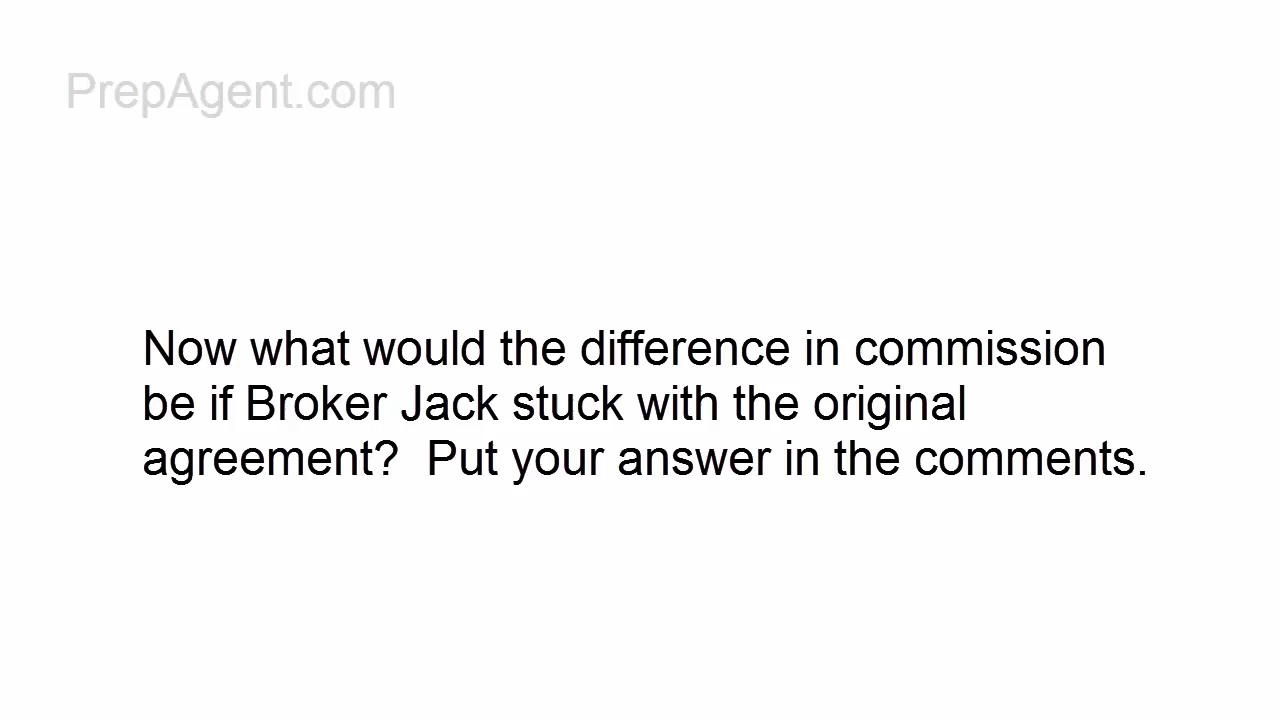 PrepAgent.com
Now what would the difference in commission
be if Broker Jack stuck with the original
agreement?  Put your answer in the comments.